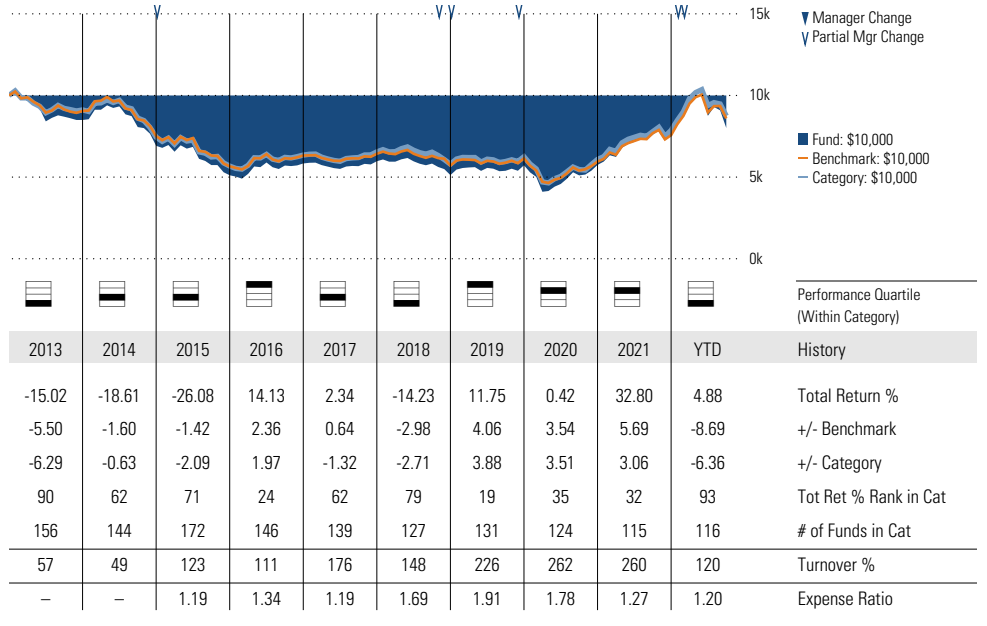 15k
▼ Manager Change
V Partial Mgr Change
10k
Fund: $10,000
Benchmark: $10,000
Category: $10,000
5k
0k
Performance Quartile
(Within Category)
2013 2014 2015 2016 2017 2018 2019 2020 2021 YTD History
-15.02 -18.61 -26.08 14.13 2.34 -14.23 11.75 0.42 32.80 4.88 Total Return %
-5.50 -1.60 -1.42 2.36 0.64 -2.98 4.06 3.54 5.69 -8.69 +/- Benchmark
-6.29 -0.63 -2.09 1.97 -1.32 -2.71 3.88 3.51 3.06 -6.36 +/- Category
90 62 71 24 62 79 19 35 32 93 Tot Ret % Rank in Cat
156 144 172 146 139 127 131 124 115 116 # of Funds in Cat
57 49 123 111 176 148 226 262 260 120 Turnover %
– – 1.19 1.34 1.19 1.69 1.91 1.78 1.27 1.20 Expense Ratio